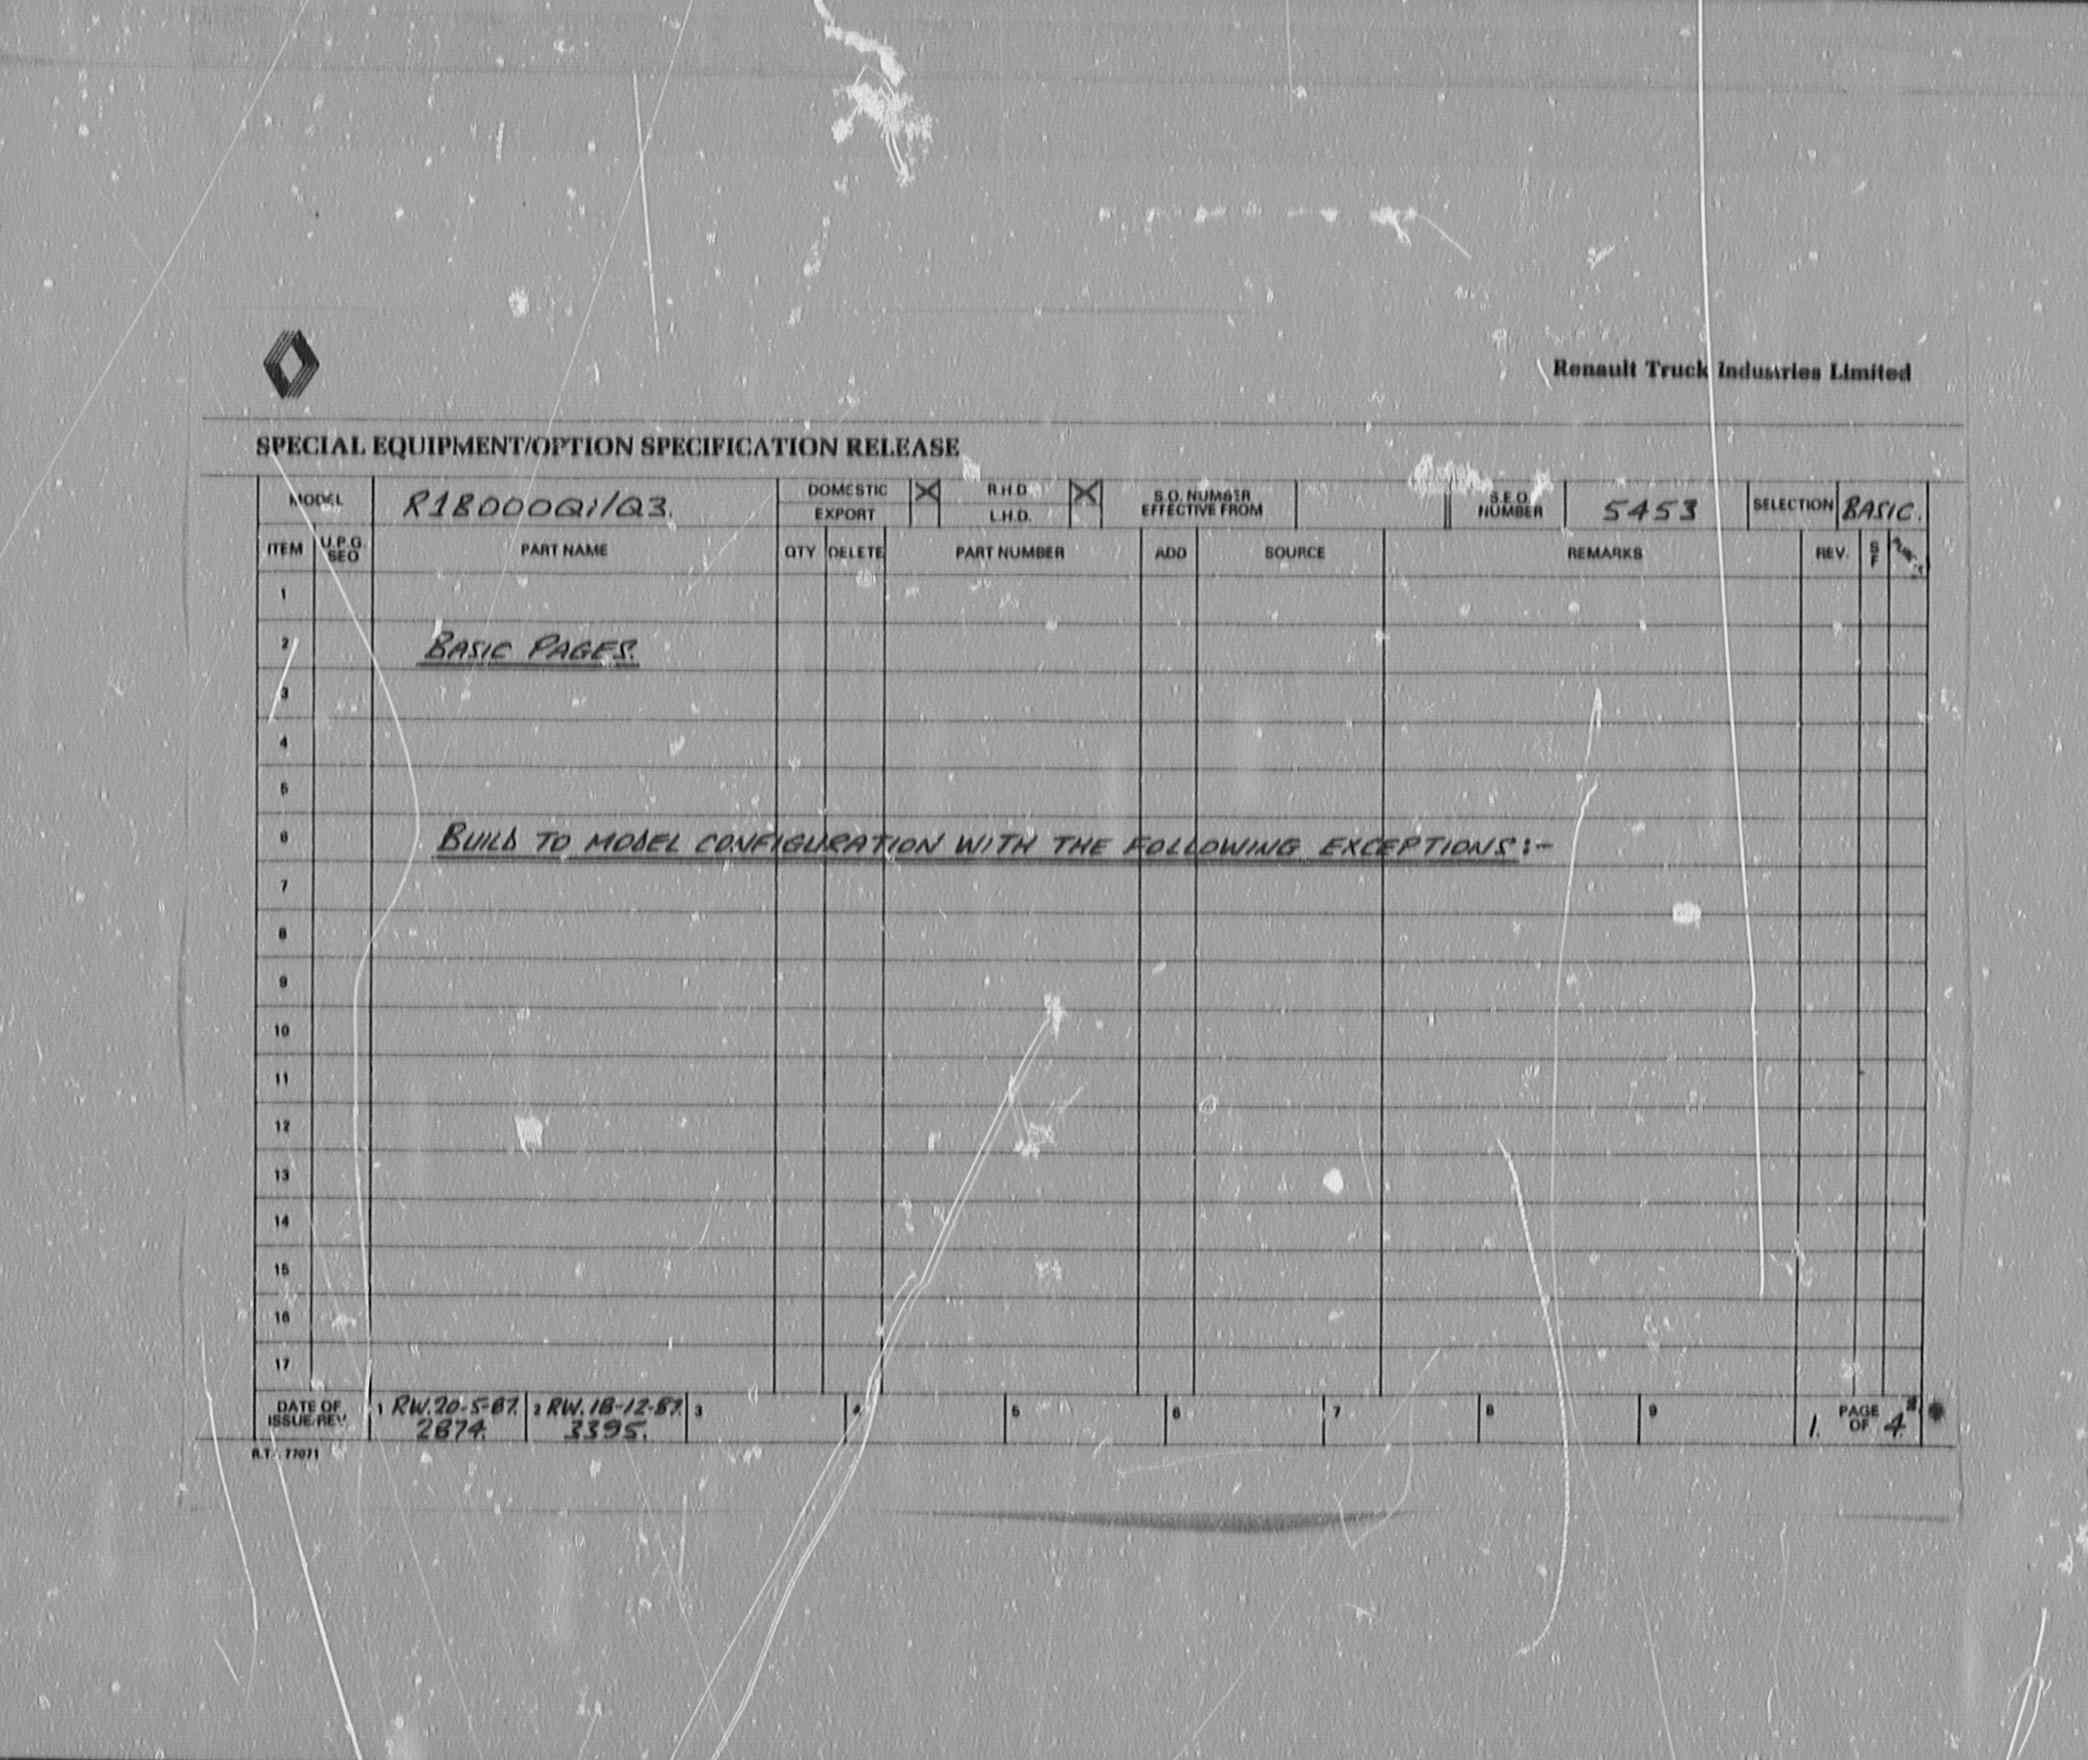 Renault Truck Industries Limited
SPECIAL EQUIPMENT/OPTION SPECIFICATION RELEASE
MODEL R18000Qi/Q3. DOMESTIC X R.H.D X S.O. NUMBER EFFECTIVE FROM S.E.O. NUMBER 5453 SELECTION BASIC.
EXPORT L.H.D.
ITEM U.P.G. SEO PART NAME QTY DELETE PART NUMBER ADD SOURCE REMARKS REV. S F
1
2 BASIC PAGES.
3
4
5
6 BUILD TO MODEL CONFIGURATION WITH THE FOLLOWING EXCEPTIONS:-
7
8
9
10
11
12
13
14
15
16
17
DATE OF ISSUE/REV. 1 RW.20-5-87. 2 RW.18-12-87. 3 4 5 6 7 8 9 1. PAGE OF 4
2874. 3395.
R.T. 77071